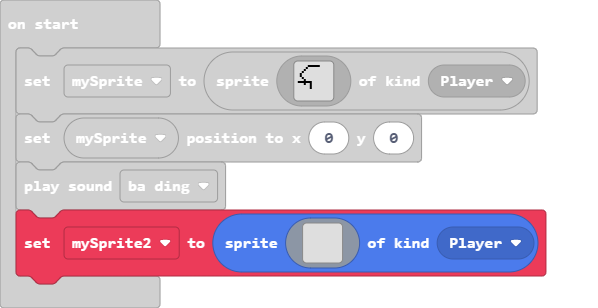 on start
set mySprite to sprite of kind Player
set mySprite position to x 0 y 0
play sound ba ding
set mySprite2 to sprite of kind Player